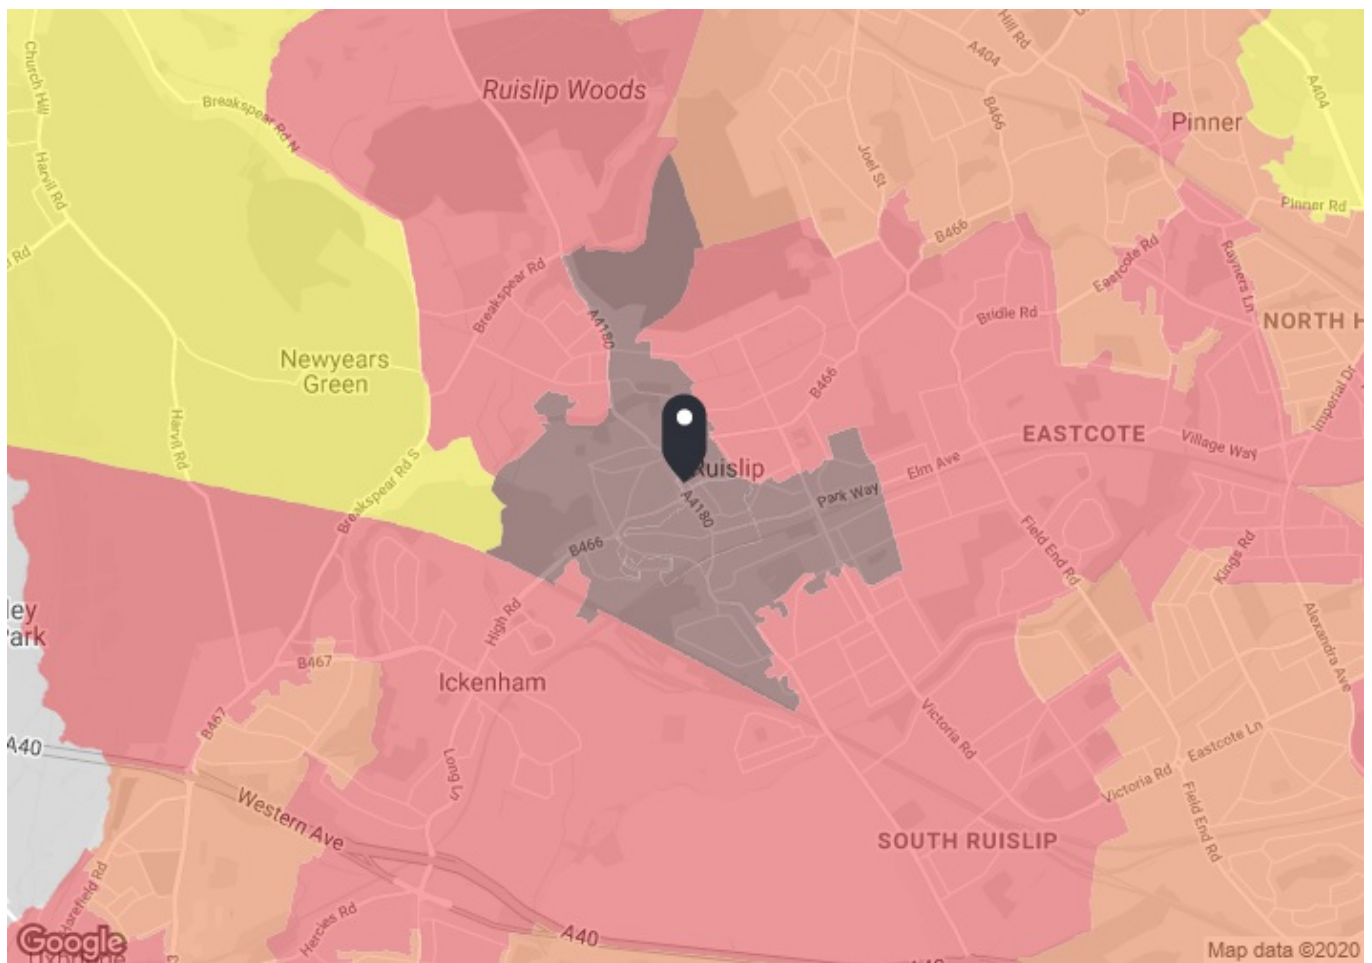 Church Hill
Harvil Rd
Breakspear Rd N
Ruislip Woods
Hill Rd
A404
B466
Joel St
Pinner
A404
Pinner Rd
B466
Eastcote Rd
Rayners Ln
Breakspear Rd
A4180
Bridle Rd
NORTH H
Newyears
Green
B466
Imperial Dr
Harvil Rd
EASTCOTE
Village Way
Breakspear Rd S
Ruislip
Elm Ave
A4180
Park Way
B466
Field End Rd
Kings Rd
ley
Park
High Rd
B467
Ickenham
Alexandra Ave
B467
A40
Victoria Rd
Eastcote Ln
Long Ln
Victoria Rd
Western Ave
Field End Rd
SOUTH RUISLIP
Harefield Rd
Hercies Rd
A40
A40
Google
Map data ©2020